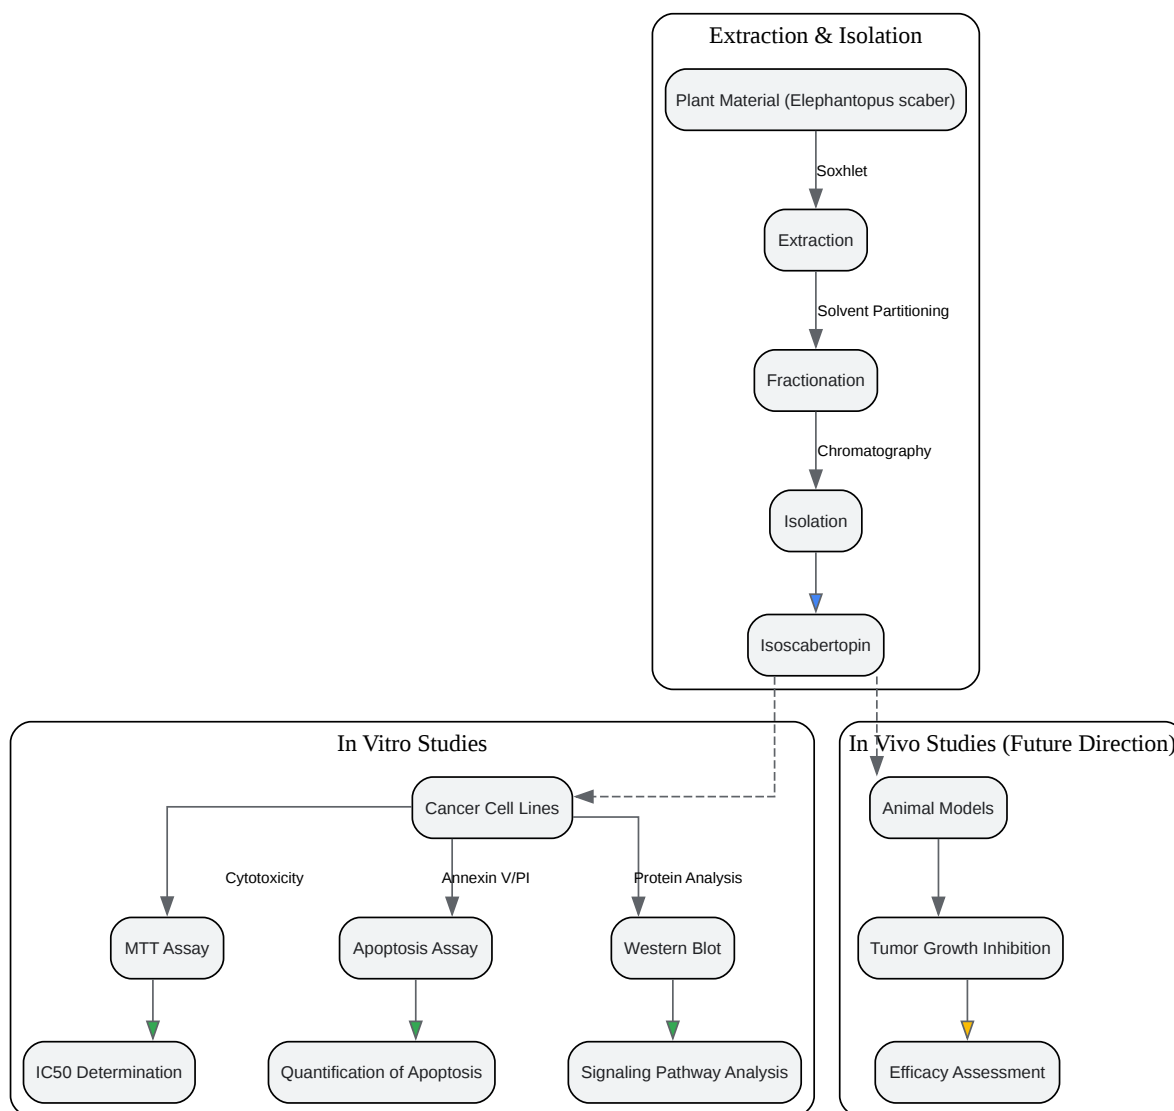 Extraction & Isolation
Plant Material (Elephantopus scaber)
Soxhlet
Extraction
Solvent Partitioning
Fractionation
Chromatography
Isolation
Isoscabertopin
In Vitro Studies
Cancer Cell Lines
Cytotoxicity
Annexin V/PI
Protein Analysis
MTT Assay
Apoptosis Assay
Western Blot
IC50 Determination
Quantification of Apoptosis
Signaling Pathway Analysis
In Vivo Studies (Future Direction)
Animal Models
Tumor Growth Inhibition
Efficacy Assessment